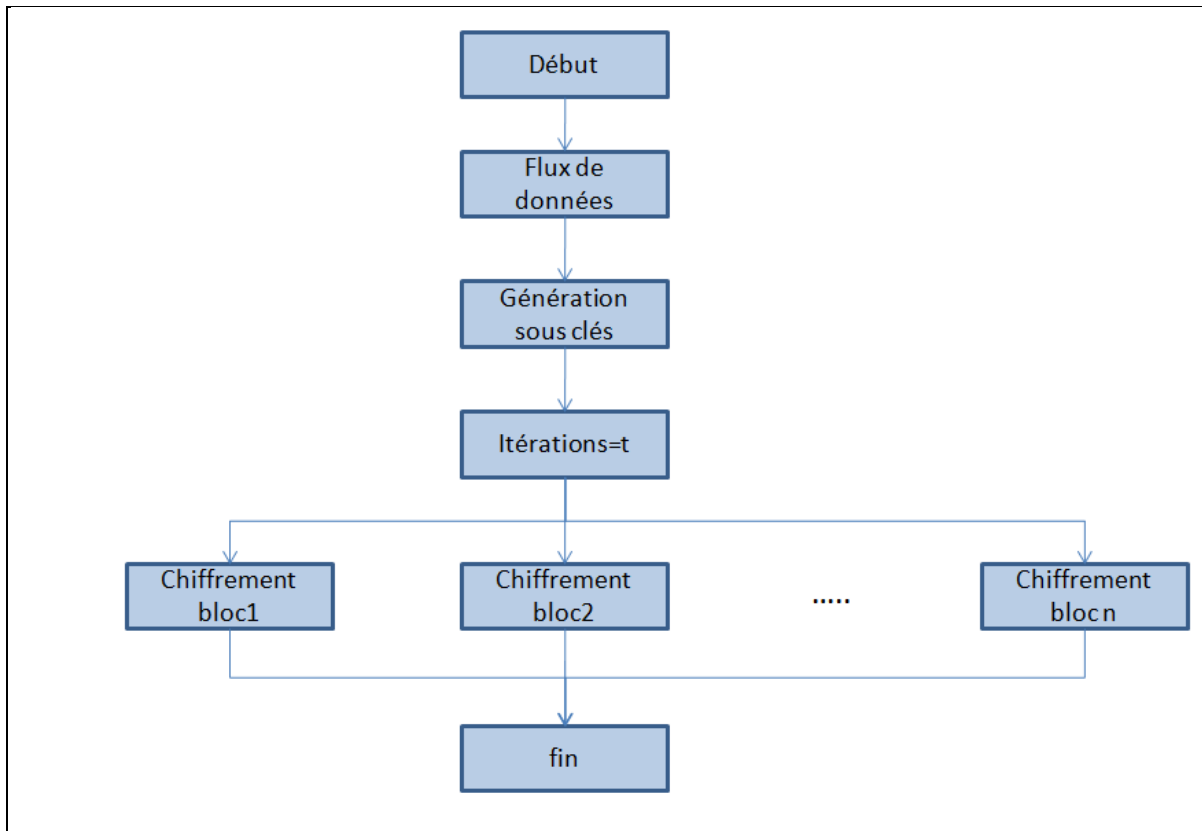 Début
Flux de
données
Génération
sous clés
Itérations=t
Chiffrement
bloc1
Chiffrement
bloc2
.....
Chiffrement
bloc n
fin